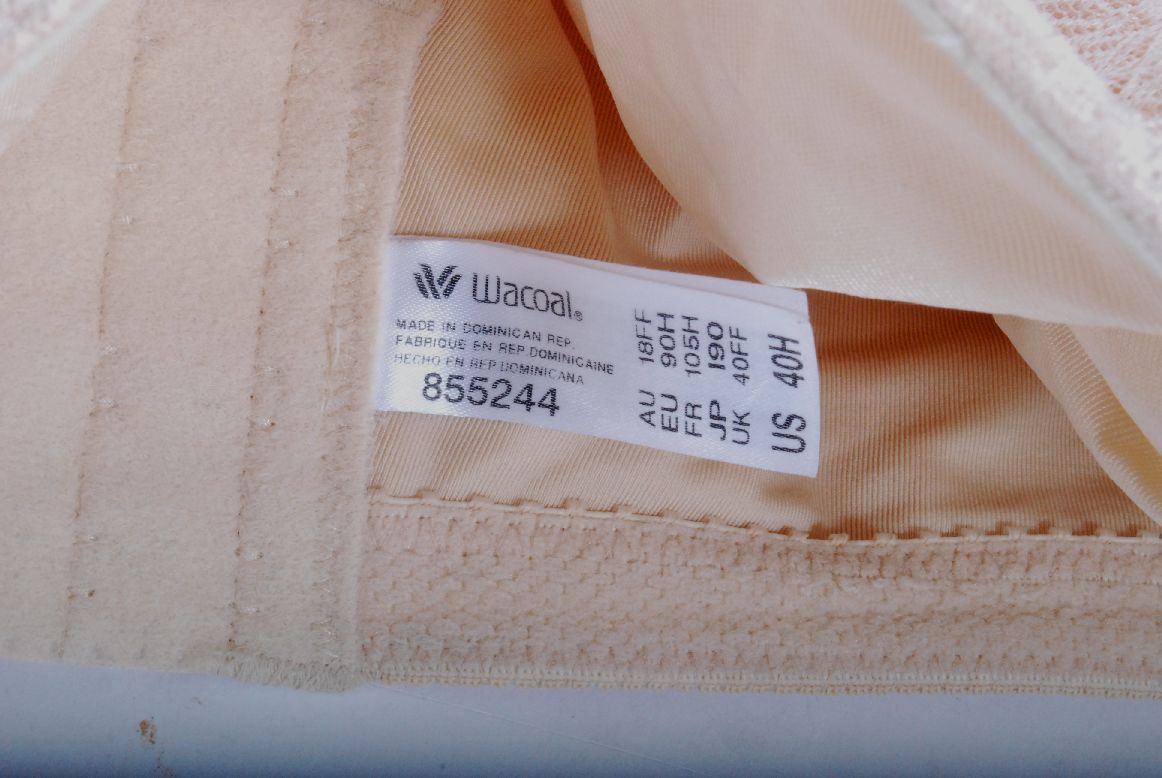 Wacoal®
MADE IN DOMINICAN REP.
FABRIQUE EN REP DOMINICAINE
HECHO EN REP DOMINICANA
855244
AU 18FF
EU 90H
FR 105H
JP I90
UK 40FF
US 40H